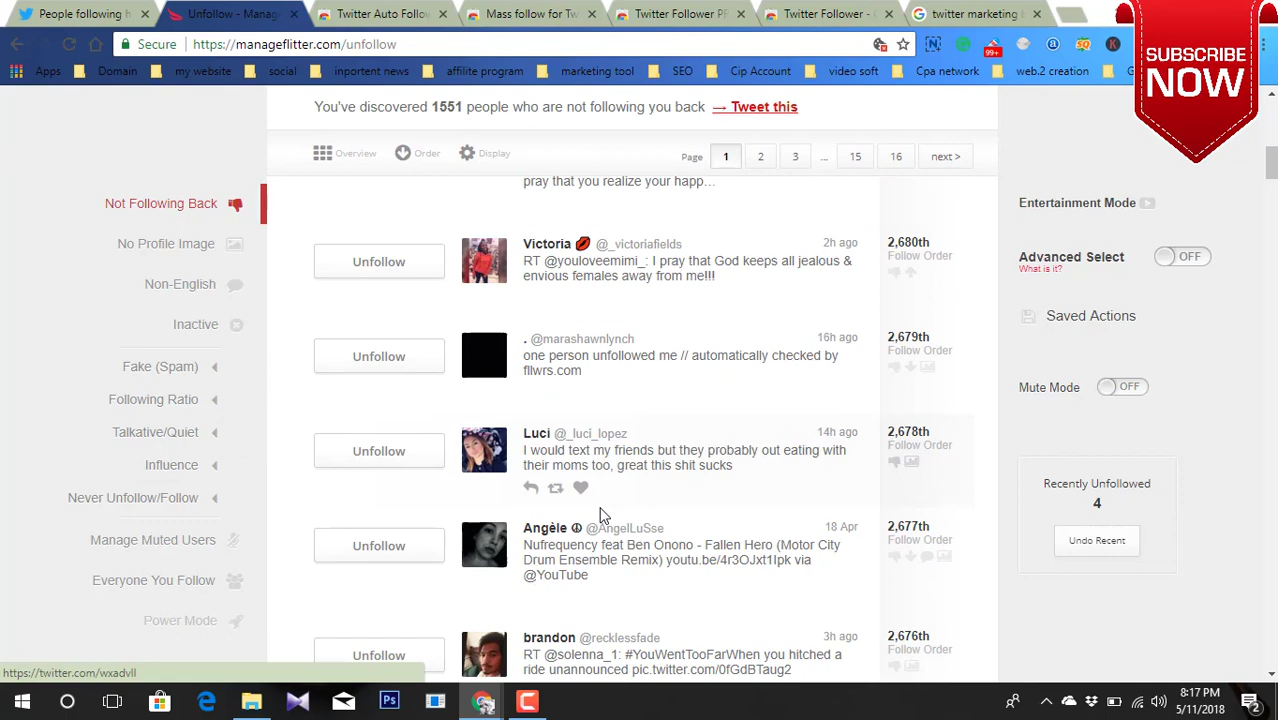 People following h
Unfollow - Manage
Twitter Auto Follow
Mass follow for Tw
Twitter Follower PR
Twitter Follower -
twitter marketing
SUBSCRIBE
NOW
Secure
https://manageflitter.com/unfollow
99+
Apps
Domain
my website
social
inportent news
affilite program
marketing tool
SEO
Cip Account
video soft
Cpa network
web.2 creation
You've discovered 1551 people who are not following you back → Tweet this
Overview Order Display
Page 1 2 3 ... 15 16 next >
pray that you realize your happ…
Not Following Back
No Profile Image
Non-English
Inactive
Fake (Spam)
Following Ratio
Talkative/Quiet
Influence
Never Unfollow/Follow
Manage Muted Users
Everyone You Follow
Power Mode
Unfollow
Victoria 💋 @_victoriafields 2h ago
RT @youloveemimi_: I pray that God keeps all jealous &
envious females away from me!!!
2,680th
Follow Order
Unfollow
. @marashawnlynch 16h ago
one person unfollowed me // automatically checked by
fllwrs.com
2,679th
Follow Order
Unfollow
Luci @_luci_lopez 14h ago
I would text my friends but they probably out eating with
their moms too, great this shit sucks
2,678th
Follow Order
Unfollow
Angèle ☮ @AngelLuSse 18 Apr
Nufrequency feat Ben Onono - Fallen Hero (Motor City
Drum Ensemble Remix) youtu.be/4r3OJxt1Ipk via
@YouTube
2,677th
Follow Order
Unfollow
brandon @recklessfade 3h ago
RT @solenna_1: #YouWentTooFarWhen you hitched a
ride unannounced pic.twitter.com/0fGdBTaug2
2,676th
Follow Order
Entertainment Mode
Advanced Select OFF
What is it?
Saved Actions
Mute Mode OFF
Recently Unfollowed
4
Undo Recent
https://twitter.com/wxadvll
8:17 PM
5/11/2018
2